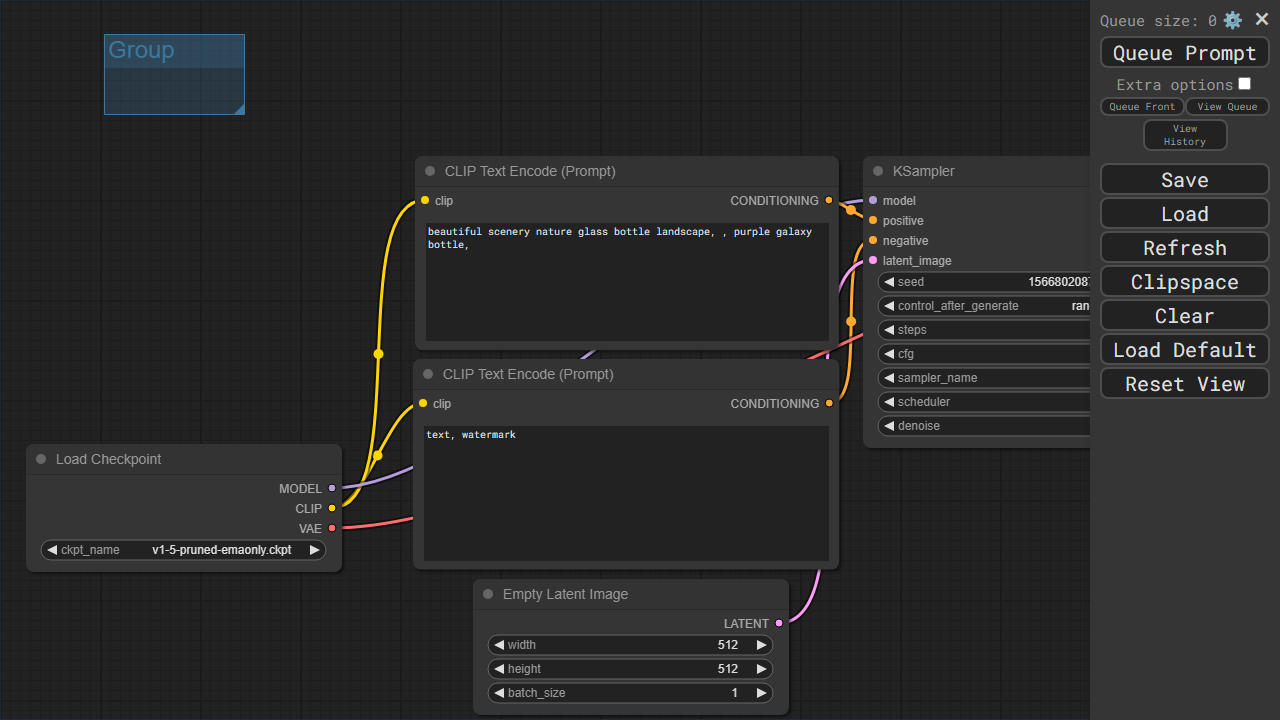 Group
CLIP Text Encode (Prompt)
clip
CONDITIONING
beautiful scenery nature glass bottle landscape, , purple galaxy
bottle,
CLIP Text Encode (Prompt)
clip
CONDITIONING
text, watermark
Load Checkpoint
MODEL
CLIP
VAE
ckpt_name v1-5-pruned-emaonly.ckpt
Empty Latent Image
LATENT
width 512
height 512
batch_size 1
KSampler
model
positive
negative
latent_image
seed 156680208
control_after_generate ran
steps
cfg
sampler_name
scheduler
denoise
Queue size: 0
Queue Prompt
Extra options
Queue Front View Queue
View
History
Save
Load
Refresh
Clipspace
Clear
Load Default
Reset View